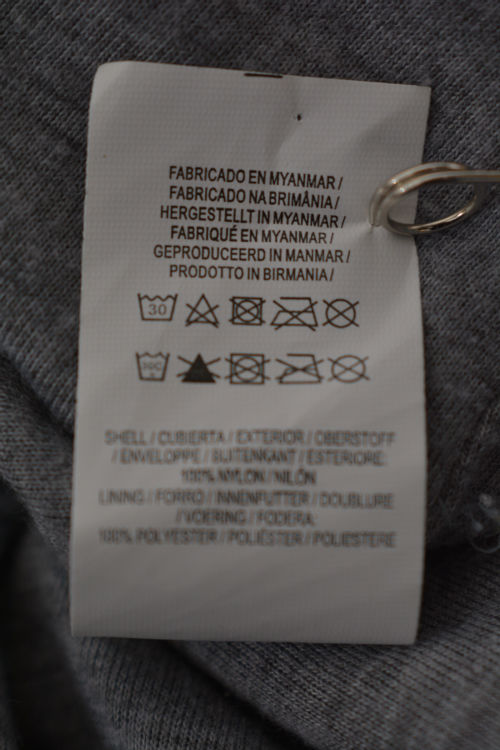 FABRICADO EN MYANMAR /
FABRICADO NA BRIMÂNIA /
HERGESTELLT IN MYANMAR /
FABRIQUÉ EN MYANMAR /
GEPRODUCEERD IN MANMAR /
PRODOTTO IN BIRMANIA /
30
30C
SHELL / CUBIERTA / EXTERIOR / OBERSTOFF
/ ENVELOPPE / BUITENKANT / ESTERIORE:
100% NYLON / NILÓN
LINING / FORRO / INNENFUTTER / DOUBLURE
/ VOERING / FODERA:
100% POLYESTER / POLIÉSTER / POLIESTERE